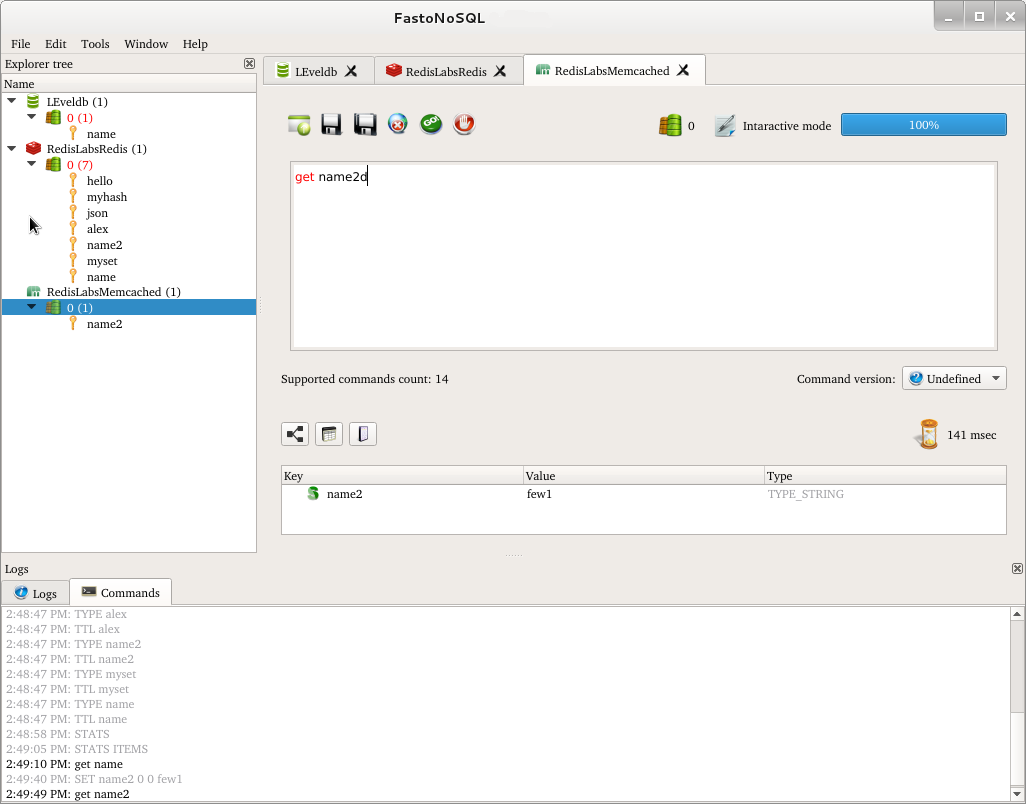 FastoNoSQL
File Edit Tools Window Help
Explorer tree
Name
LEveldb (1)
0 (1)
name
RedisLabsRedis (1)
0 (7)
hello
myhash
json
alex
name2
myset
name
RedisLabsMemcached (1)
0 (1)
name2
LEveldb RedisLabsRedis RedisLabsMemcached
GO 0 Intaractive mode 100%
get name2d
Supported commands count: 14 Command version: Undefined
141 msec
Key Value Type
S name2 few1 TYPE_STRING
Logs
Logs Commands
2:48:47 PM: TYPE alex
2:48:47 PM: TTL alex
2:48:47 PM: TYPE name2
2:48:47 PM: TTL name2
2:48:47 PM: TYPE myset
2:48:47 PM: TTL myset
2:48:47 PM: TYPE name
2:48:47 PM: TTL name
2:48:58 PM: STATS
2:49:05 PM: STATS ITEMS
2:49:10 PM: get name
2:49:40 PM: SET name2 0 0 few1
2:49:49 PM: get name2